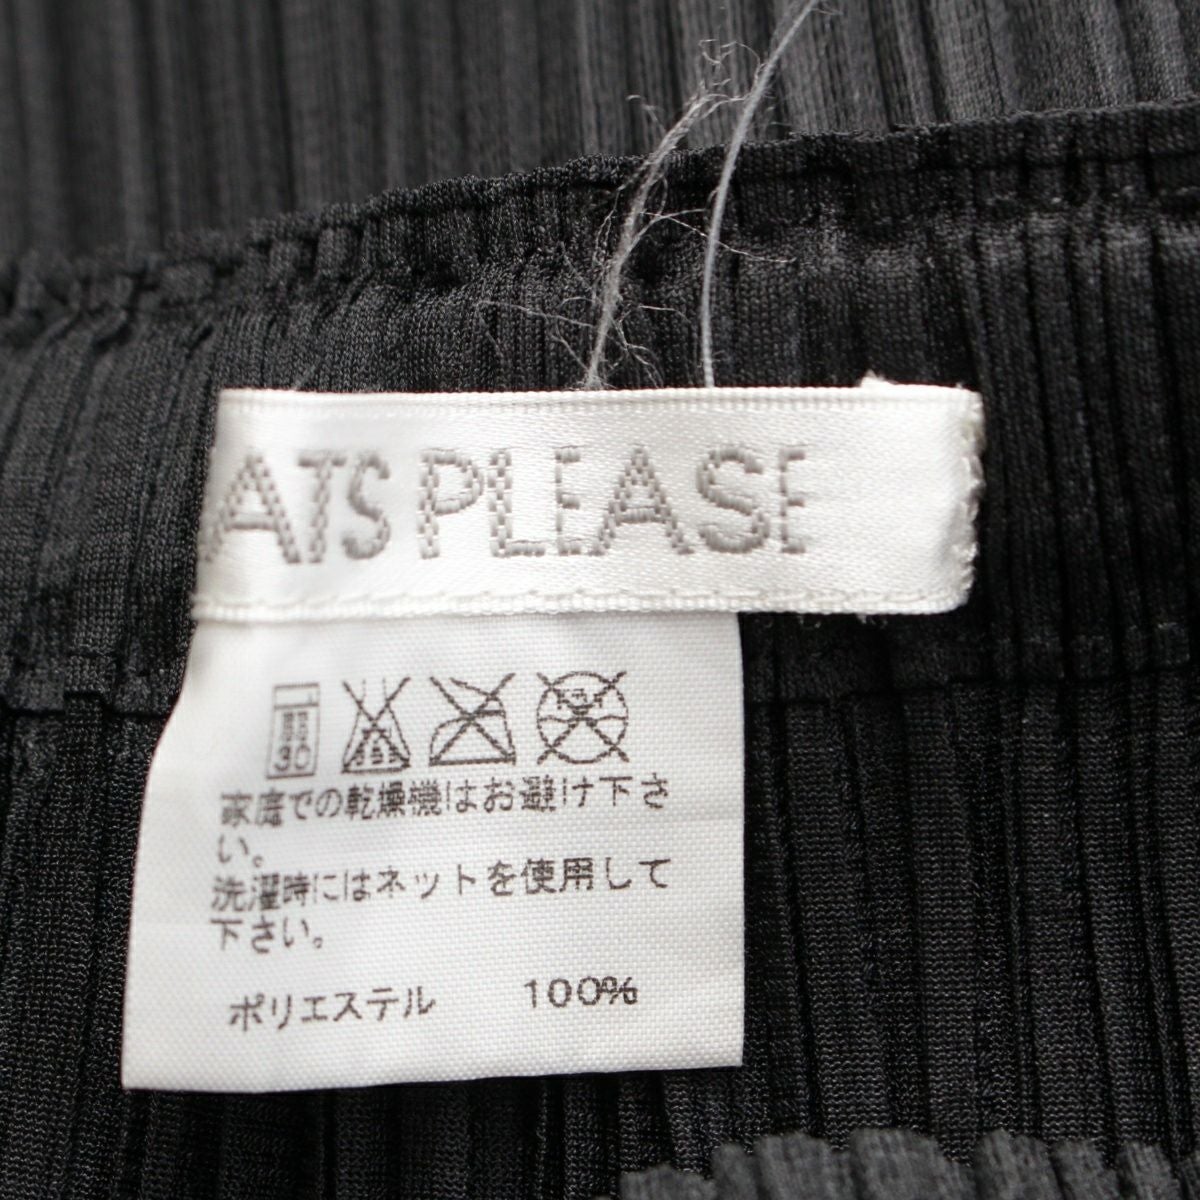 ATS PLEASE
30
家庭での乾燥機はお避け下さ
い。
洗濯時にはネットを使用して
下さい。
ポリエステル 100%